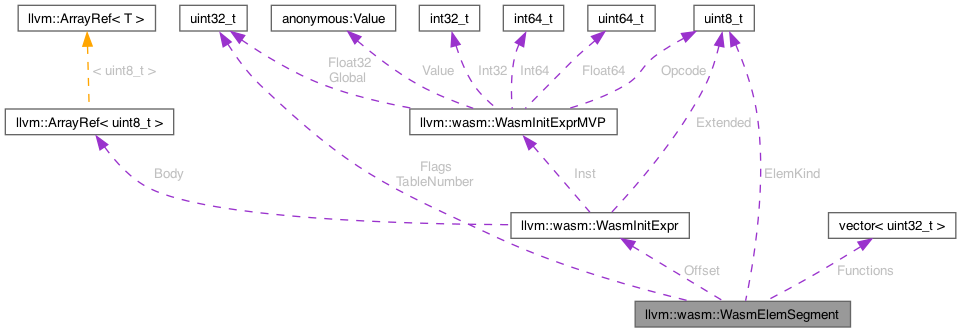 llvm::ArrayRef< T >
uint32_t
anonymous:Value
int32_t
int64_t
uint64_t
uint8_t
< uint8_t >
Float32
Global
Value
Int32
Int64
Float64
Opcode
llvm::ArrayRef< uint8_t >
llvm::wasm::WasmInitExprMVP
Body
Flags
TableNumber
Inst
Extended
ElemKind
llvm::wasm::WasmInitExpr
vector< uint32_t >
Offset
Functions
llvm::wasm::WasmElemSegment